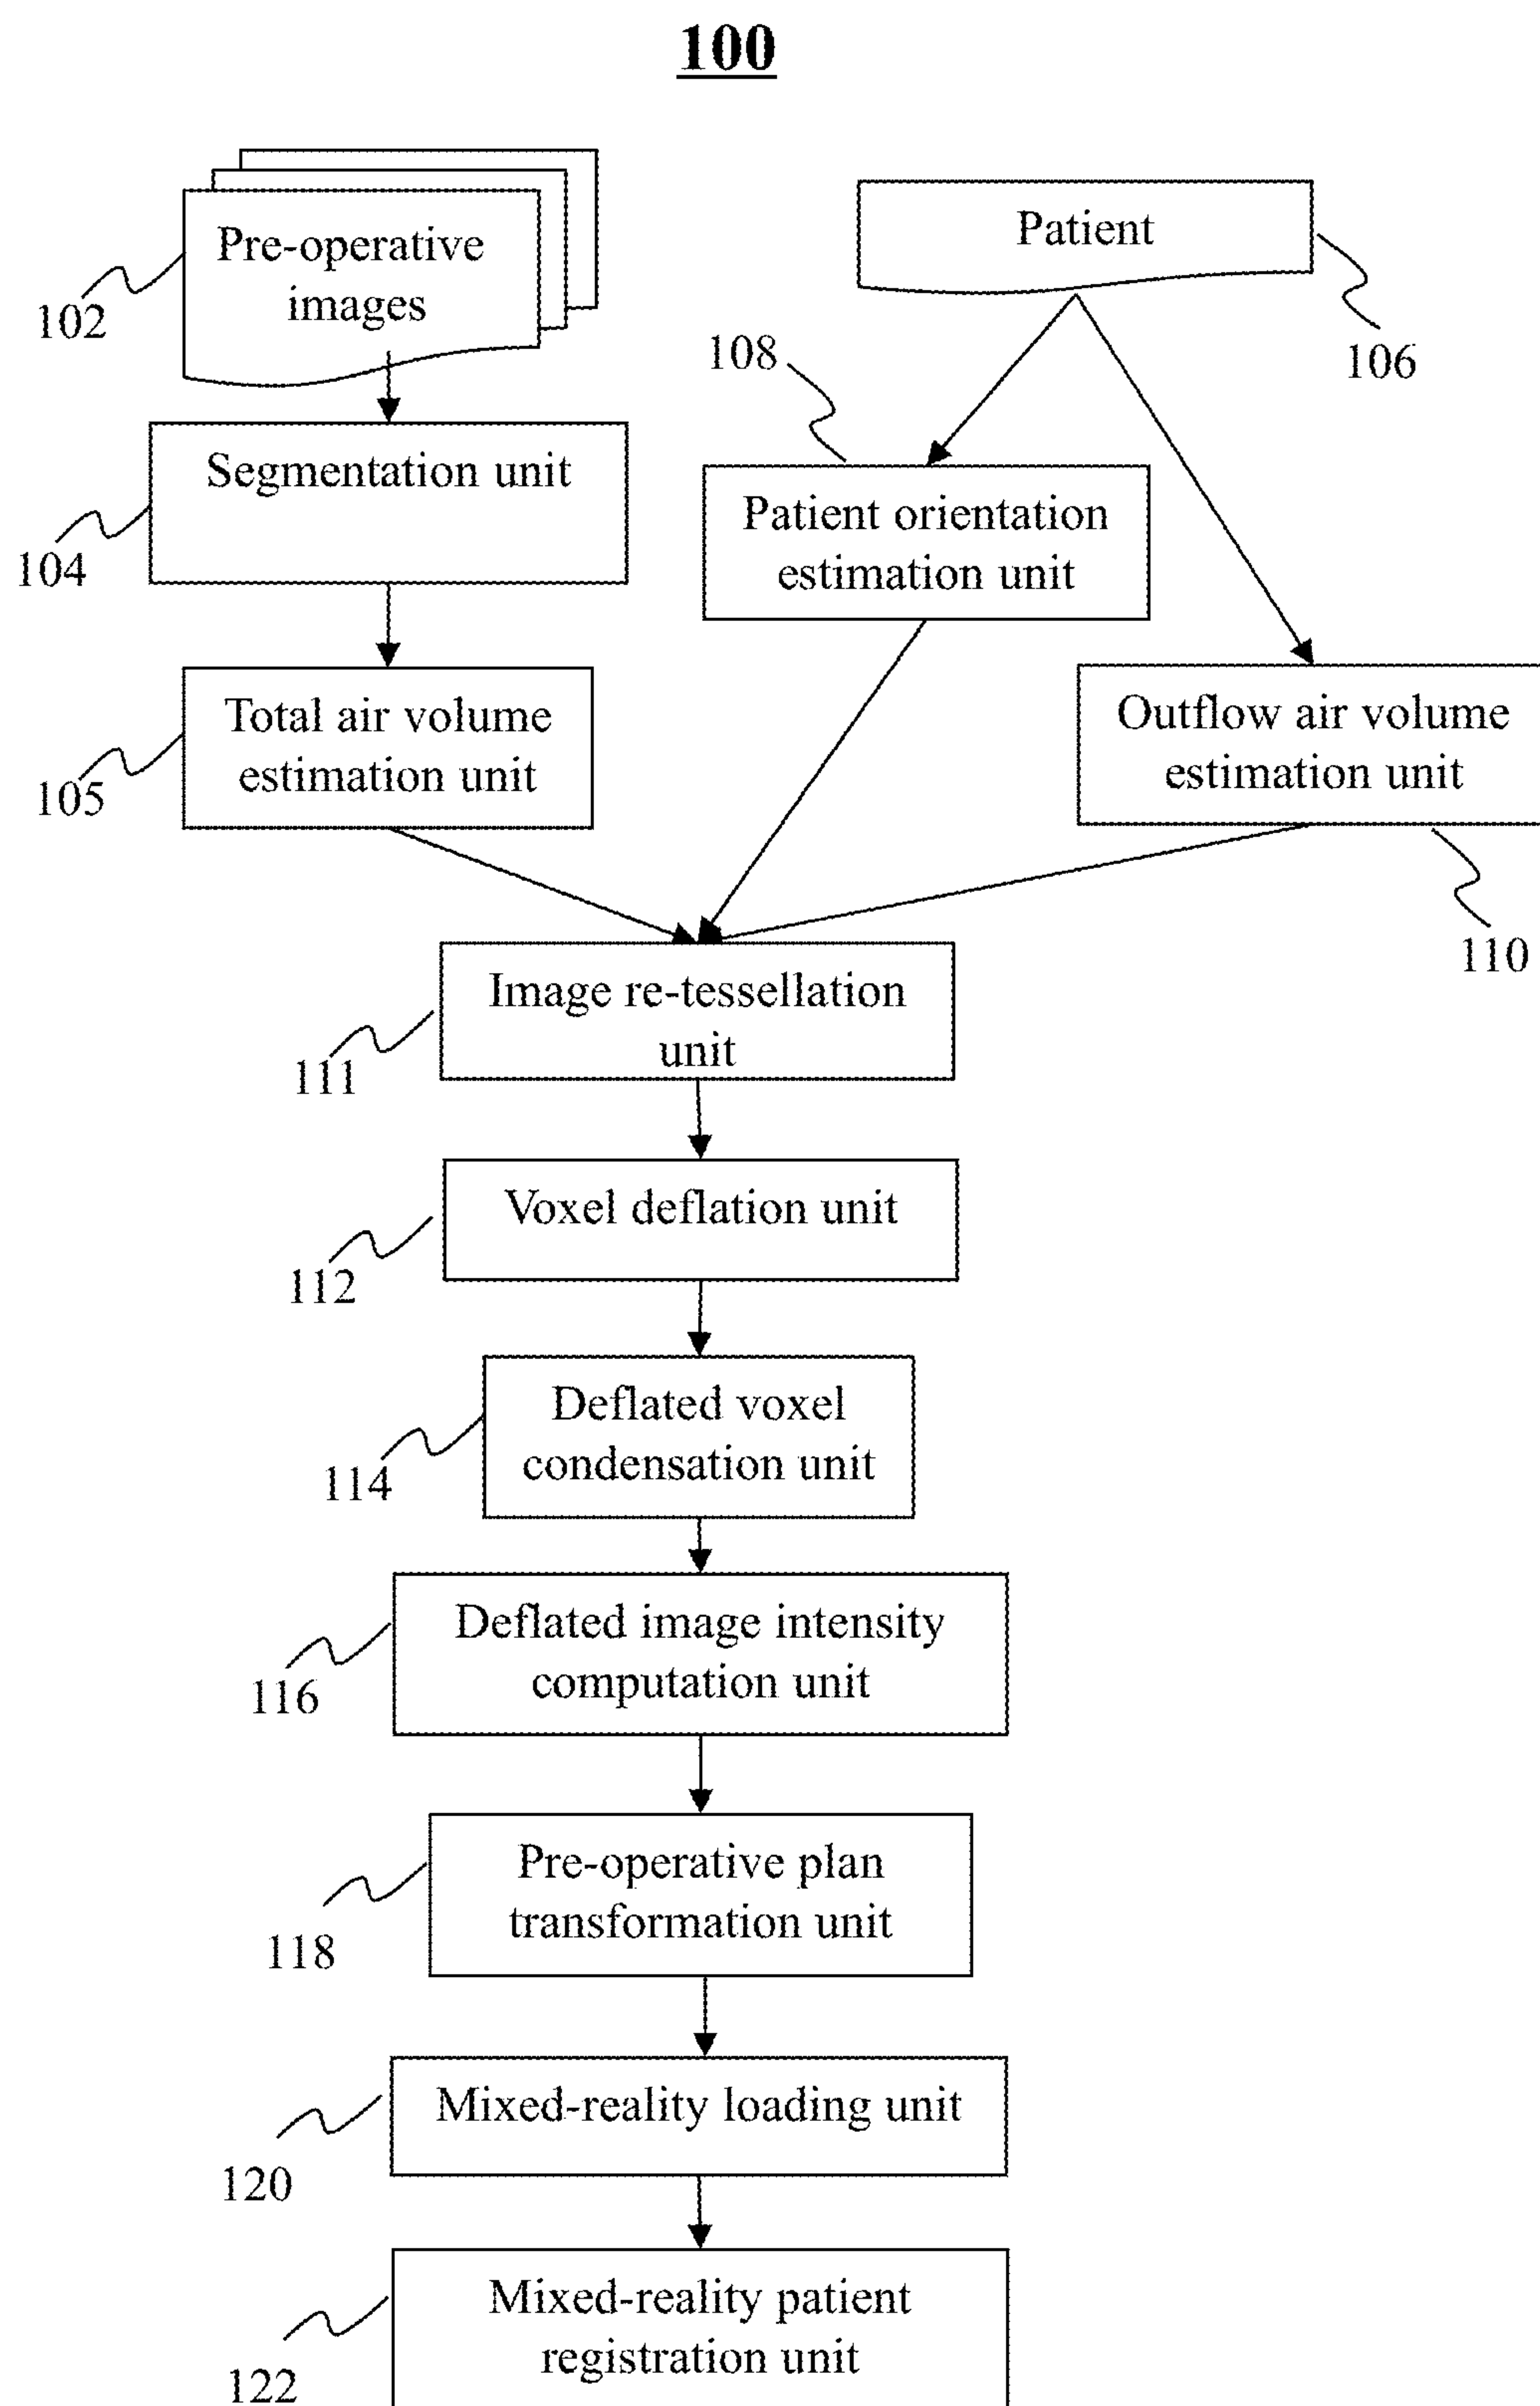 100
Pre-operative
images
102
Patient
106
108
Segmentation unit
104
Patient orientation
estimation unit
Total air volume
estimation unit
105
Outflow air volume
estimation unit
110
Image re-tessellation
unit
111
Voxel deflation unit
112
Deflated voxel
condensation unit
114
Deflated image intensity
computation unit
116
Pre-operative plan
transformation unit
118
Mixed-reality loading unit
120
Mixed-reality patient
registration unit
122